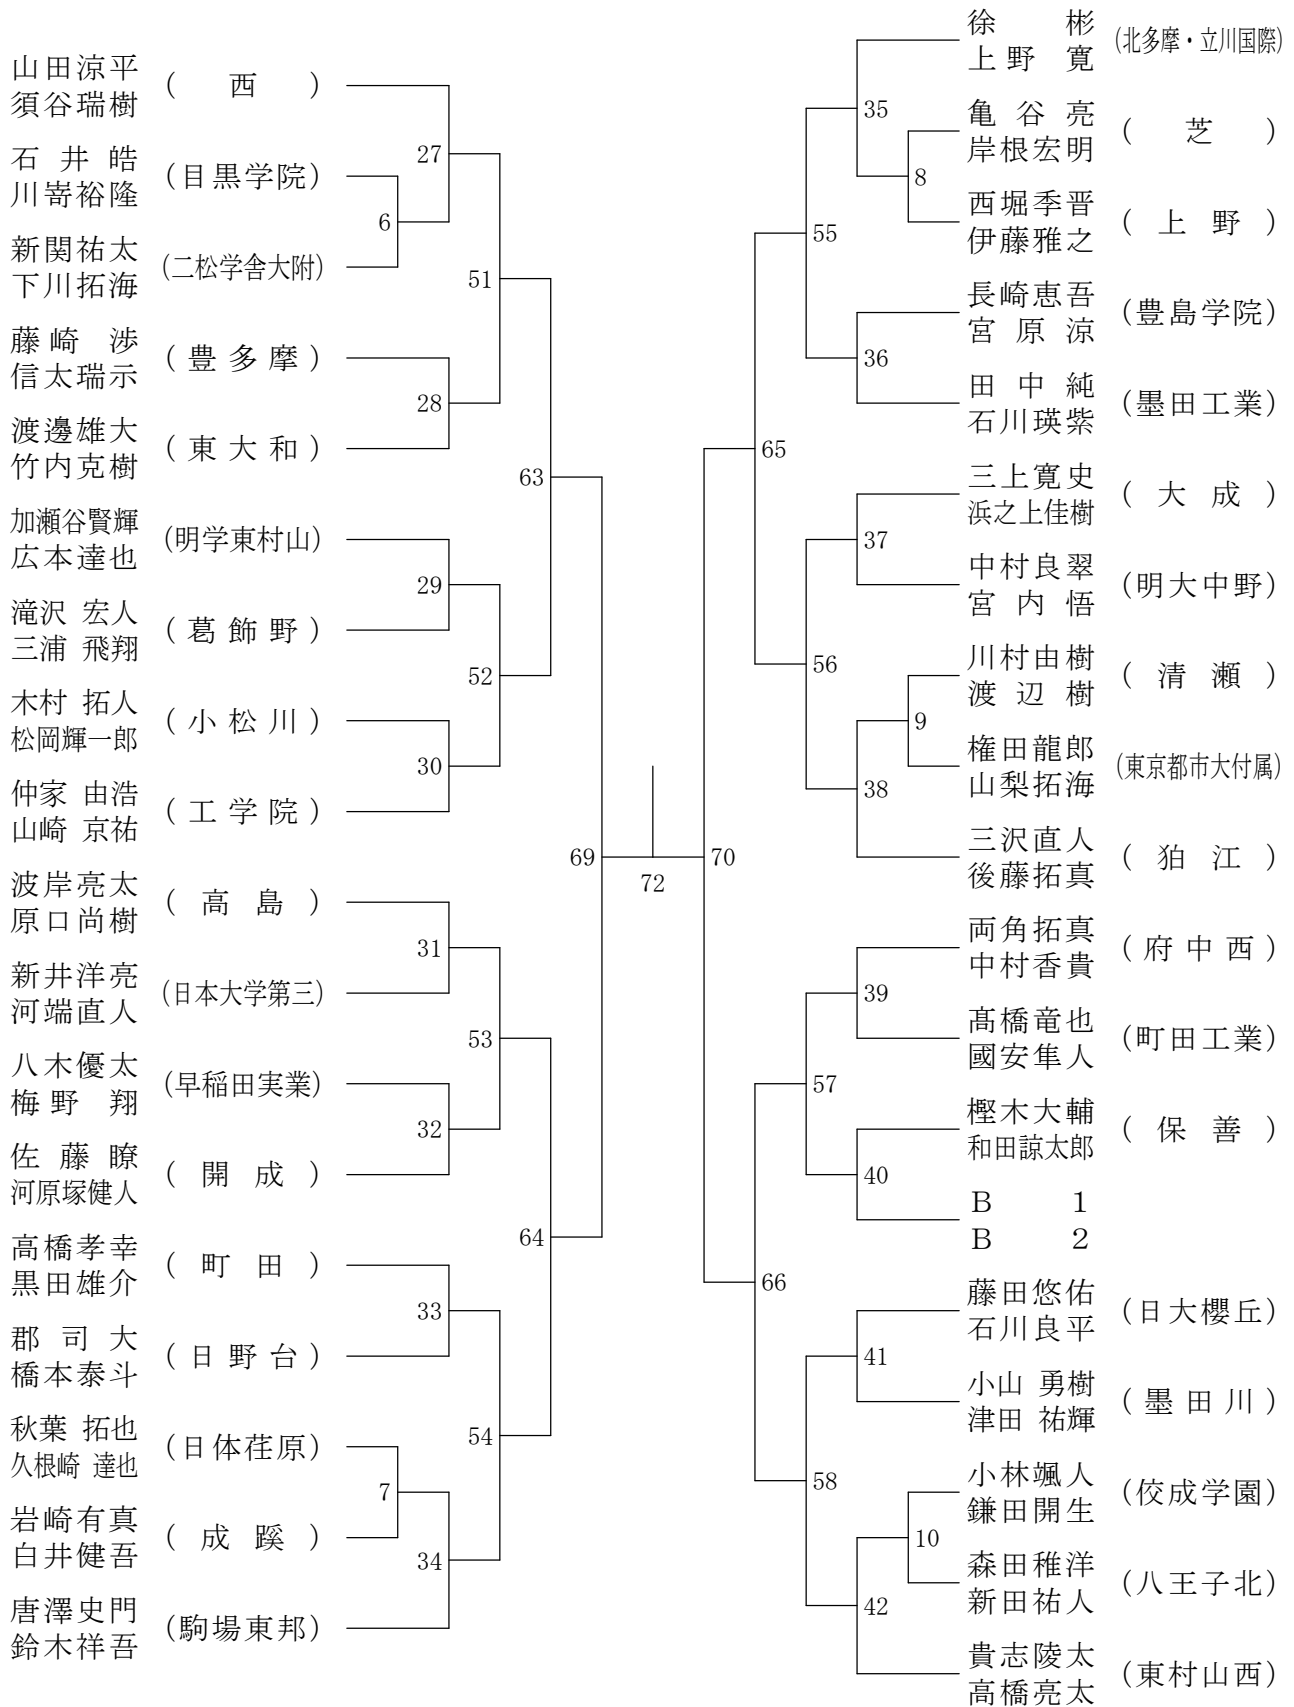 山田涼平
須谷瑞樹
(西)
石井皓
川嵜裕隆
(目黒学院)
新関祐太
下川拓海
(二松学舎大附)
藤崎渉
信太瑞示
(豊多摩)
渡邊雄大
竹内克樹
(東大和)
加瀬谷賢輝
広本達也
(明学東村山)
滝沢 宏人
三浦 飛翔
(葛飾野)
木村 拓人
松岡輝一郎
(小松川)
仲家 由浩
山崎 京祐
(工学院)
波岸亮太
原口尚樹
(高島)
新井洋亮
河端直人
(日本大学第三)
八木優太
梅野翔
(早稲田実業)
佐藤瞭
河原塚健人
(開成)
高橋孝幸
黒田雄介
(町田)
郡司大
橋本泰斗
(日野台)
秋葉 拓也
久根崎 達也
(日体荏原)
岩崎有真
白井健吾
(成蹊)
唐澤史門
鈴木祥吾
(駒場東邦)
27
6
51
28
63
29
52
30
69
31
53
32
64
33
54
7
34
72
70
35
8
55
36
65
37
56
9
38
39
57
40
66
41
58
10
42
徐彬
上野寛
(北多摩・立川国際)
亀谷亮
岸根宏明
(芝)
西堀季晋
伊藤雅之
(上野)
長崎恵吾
宮原涼
(豊島学院)
田中純
石川瑛紫
(墨田工業)
三上寛史
浜之上佳樹
(大成)
中村良翠
宮内悟
(明大中野)
川村由樹
渡辺樹
(清瀬)
権田龍郎
山梨拓海
(東京都市大付属)
三沢直人
後藤拓真
(狛江)
両角拓真
中村香貴
(府中西)
髙橋竜也
國安隼人
(町田工業)
樫木大輔
和田諒太郎
(保善)
B 1
B 2
藤田悠佑
石川良平
(日大櫻丘)
小山 勇樹
津田 祐輝
(墨田川)
小林颯人
鎌田開生
(佼成学園)
森田稚洋
新田祐人
(八王子北)
貴志陵太
高橋亮太
(東村山西)